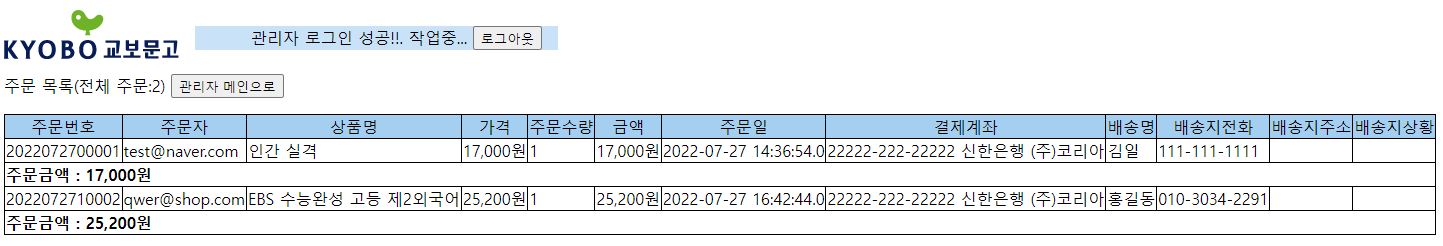 KYOBO 교보문고
관리자 로그인 성공!!. 작업중... 로그아웃
주문 목록(전체 주문:2) 관리자 메인으로
주문번호 주문자 상품명 가격 주문수량 금액 주문일 결제계좌 배송명 배송지전화 배송지주소 배송지상황
2022072700001 test@naver.com 인간 실격 17,000원 1 17,000원 2022-07-27 14:36:54.0 22222-222-22222 신한은행 (주)코리아 김일 111-111-1111
주문금액 : 17,000원
2022072710002 qwer@shop.com EBS 수능완성 고등 제2외국어 25,200원 1 25,200원 2022-07-27 16:42:44.0 22222-222-22222 신한은행 (주)코리아 홍길동 010-3034-2291
주문금액 : 25,200원